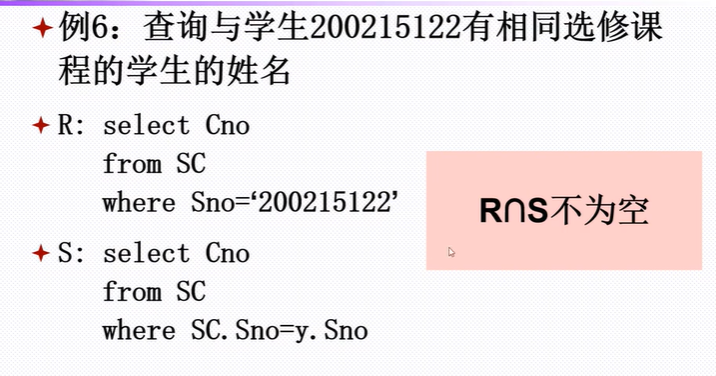 例6：查询与学生200215122有相同选修课
程的学生的姓名
R: select Cno
from SC
where Sno=‘200215122’
R∩S不为空
S: select Cno
from SC
where SC.Sno=y.Sno